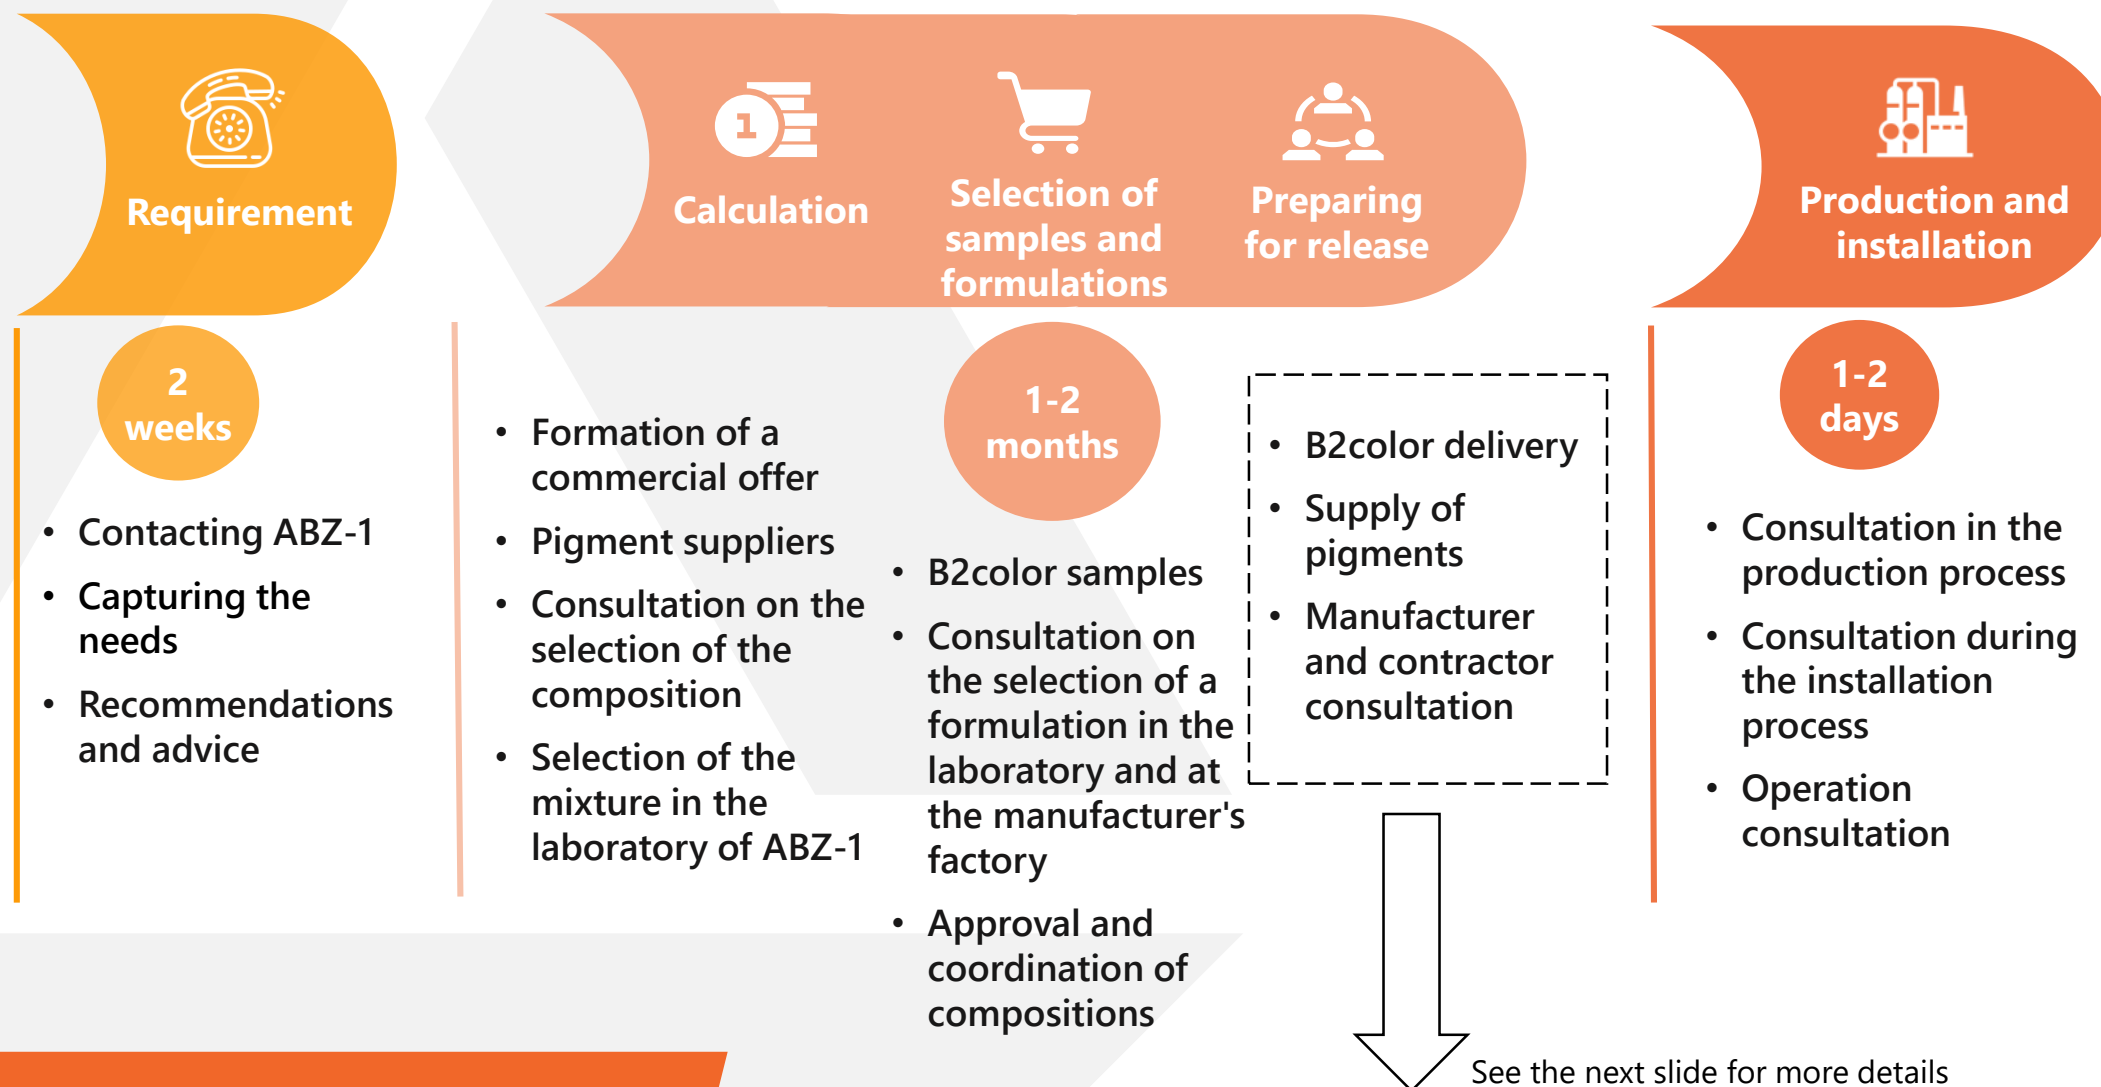 Requirement
2
weeks
• Contacting ABZ-1
• Capturing the
needs
• Recommendations
and advice
1
Calculation
• Formation of a
commercial offer
• Pigment suppliers
• Consultation on the
selection of the
composition
• Selection of the
mixture in the
laboratory of ABZ-1
Selection of
samples and
formulations
1-2
months
• B2color samples
• Consultation on
the selection of a
formulation in the
laboratory and at
the manufacturer's
factory
• Approval and
coordination of
compositions
Preparing
for release
• B2color delivery
• Supply of
pigments
• Manufacturer
and contractor
consultation
See the next slide for more details
Production and
installation
1-2
days
• Consultation in the
production process
• Consultation during
the installation
process
• Operation
consultation